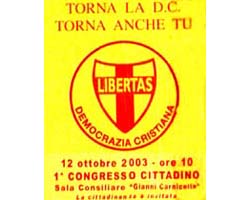 TORNA LA D.C.
TORNA ANCHE TU
LIBERTAS
DEMOCRAZIA CRISTIANA
12 ottobre 2003 - ore 10
1° CONGRESSO CITTADINO
Sala Consiliare "Gianni
La cittadinanza è invitata